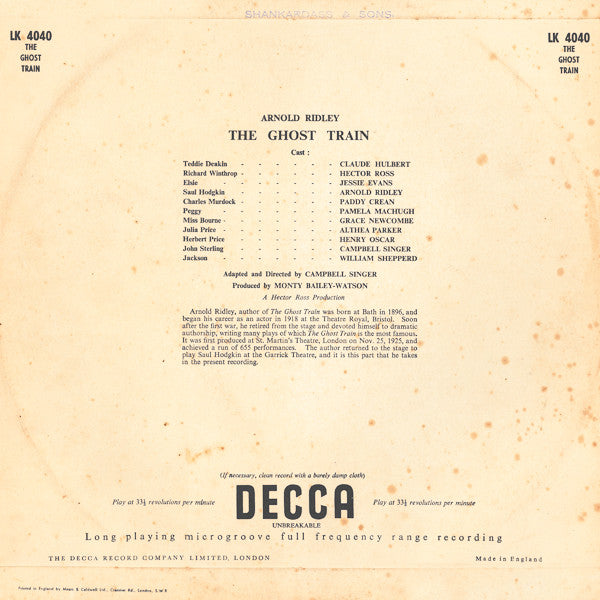 SHANKARDASS & SONS.
LK 4040
THE
GHOST
TRAIN
LK 4040
THE
GHOST
TRAIN
ARNOLD RIDLEY
THE GHOST TRAIN
Cast :
Teddie Deakin - - - - - - CLAUDE HULBERT
Richard Winthrop - - - - - - HECTOR ROSS
Elsie - - - - - - - JESSIE EVANS
Saul Hodgkin - - - - - - ARNOLD RIDLEY
Charles Murdock - - - - - - PADDY CREAN
Peggy - - - - - - - PAMELA MACHUGH
Miss Bourne - - - - - - - GRACE NEWCOMBE
Julia Price - - - - - - - ALTHEA PARKER
Herbert Price - - - - - - HENRY OSCAR
John Sterling - - - - - - CAMPBELL SINGER
Jackson - - - - - - - WILLIAM SHEPPERD
Adapted and Directed by CAMPBELL SINGER
Produced by MONTY BAILEY-WATSON
A Hector Ross Production
Arnold Ridley, author of The Ghost Train was born at Bath in 1896, and
began his career as an actor in 1918 at the Theatre Royal, Bristol. Soon
after the first war, he retired from the stage and devoted himself to dramatic
authorship, writing many plays of which The Ghost Train is the most famous.
It was first produced at St. Martin's Theatre, London on Nov. 25, 1925, and
achieved a run of 655 performances. The author returned to the stage to
play Saul Hodgkin at the Garrick Theatre, and it is this part that he takes
in the present recording.
(If necessary, clean record with a barely damp cloth)
Play at 33⅓ revolutions per minute
DECCA
Play at 33⅓ revolutions per minute
UNBREAKABLE
Long playing microgroove full frequency range recording
THE DECCA RECORD COMPANY LIMITED, LONDON
Made in England
Printed in England by & Caldwell Ltd., London, S.W.8